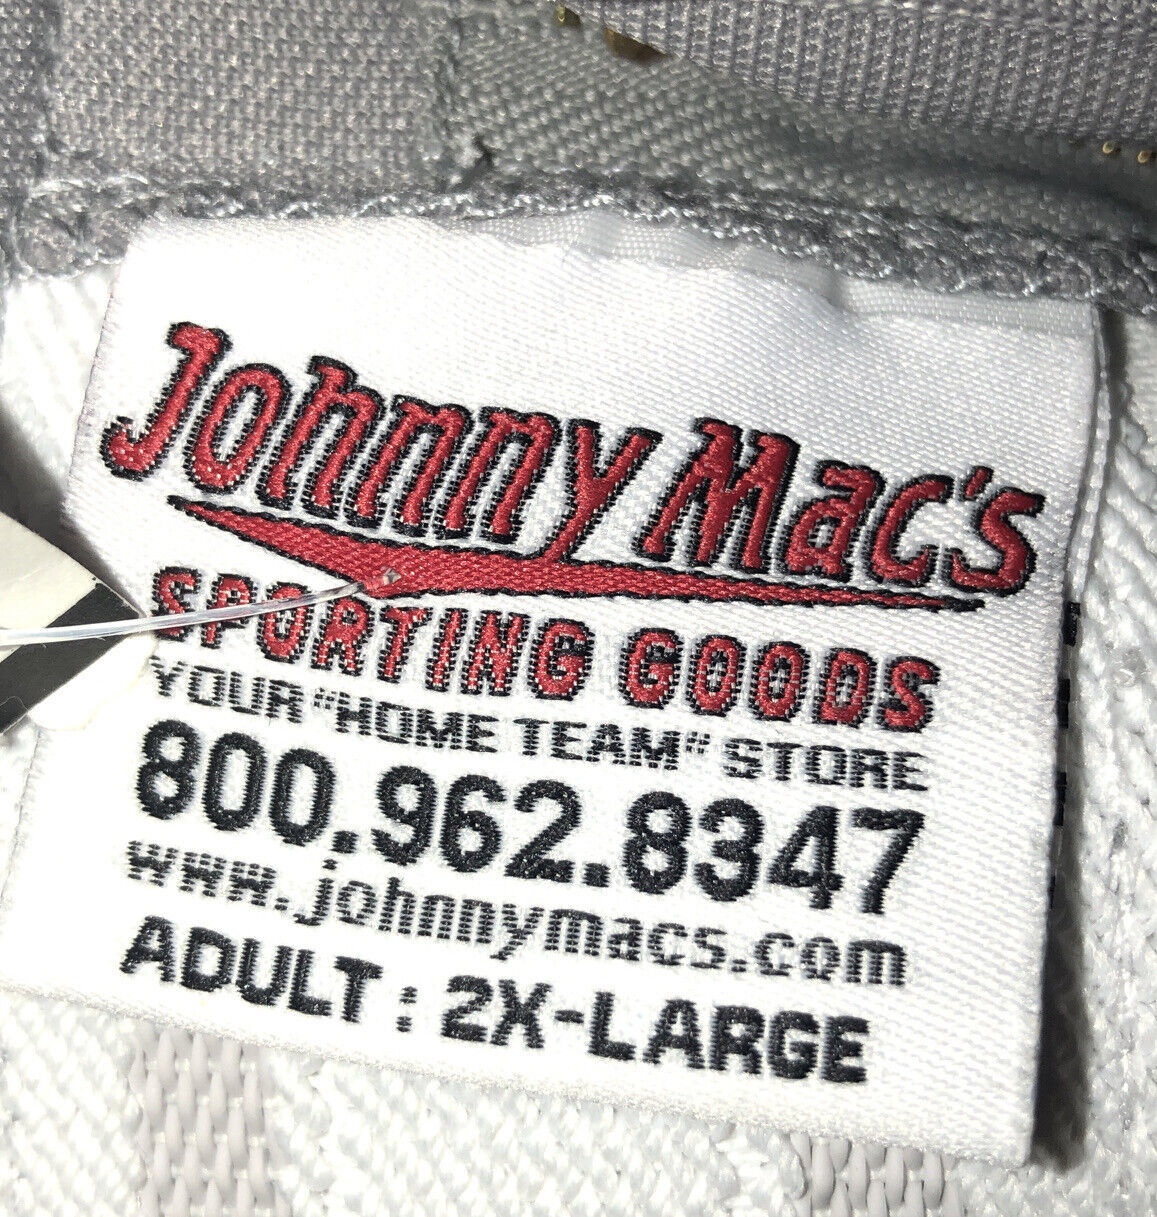 Johnny Mac's
SPORTING GOODS
YOUR "HOME TEAM" STORE
800.962.8347
www.johnnymacs.com
ADULT : 2X-LARGE